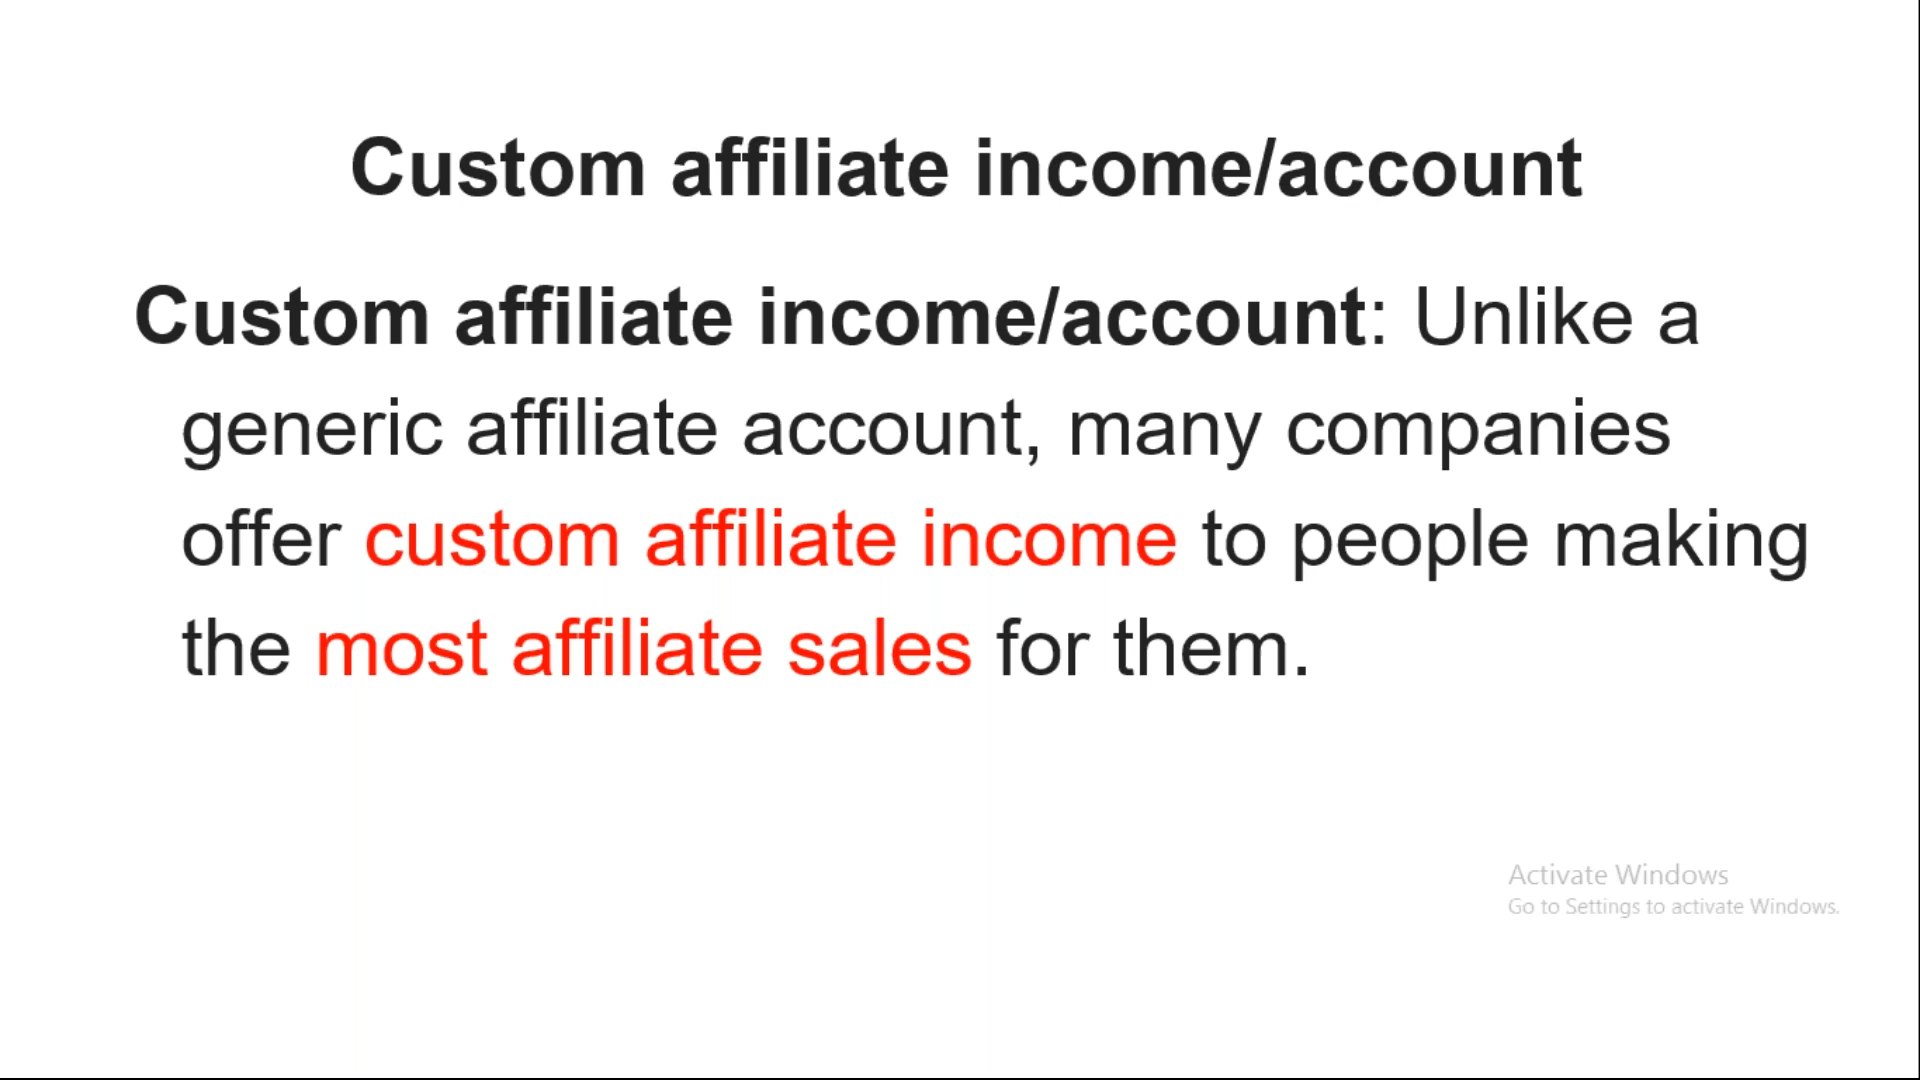 Custom affiliate income/account
Custom affiliate income/account: Unlike a
generic affiliate account, many companies
offer custom affiliate income to people making
the most affiliate sales for them.
Activate Windows
Go to Settings to activate Windows.